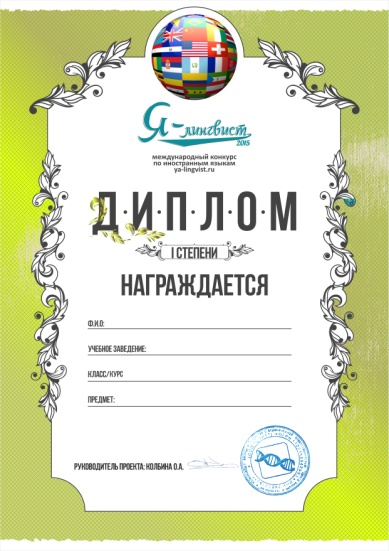 Я-лингвист
2015
международный конкурс
по иностранным языкам
ya-lingvist.ru
Д·И·П·Л·О·М
I СТЕПЕНИ
НАГРАЖДАЕТСЯ
Ф.И.О:
УЧЕБНОЕ ЗАВЕДЕНИЕ:
КЛАСС/КУРС
ПРЕДМЕТ:
РУКОВОДИТЕЛЬ ПРОЕКТА: КОЛБИНА О.А.